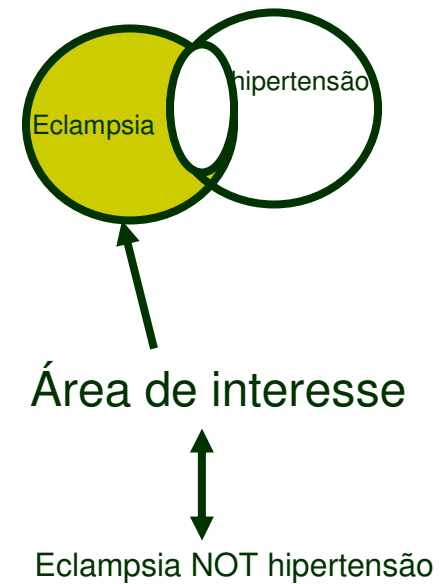 hipertensão
Eclampsia
Área de interesse
Eclampsia NOT hipertensão